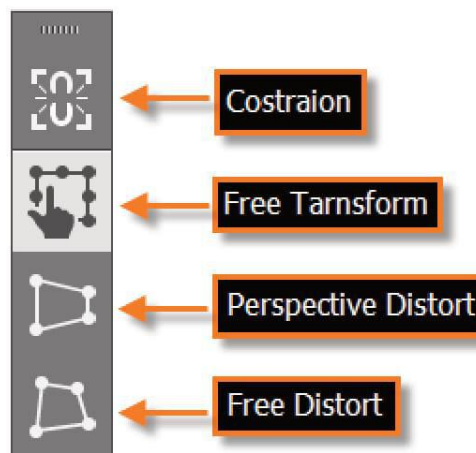 Costraion
Free Tarnsform
Perspective Distort
Free Distort